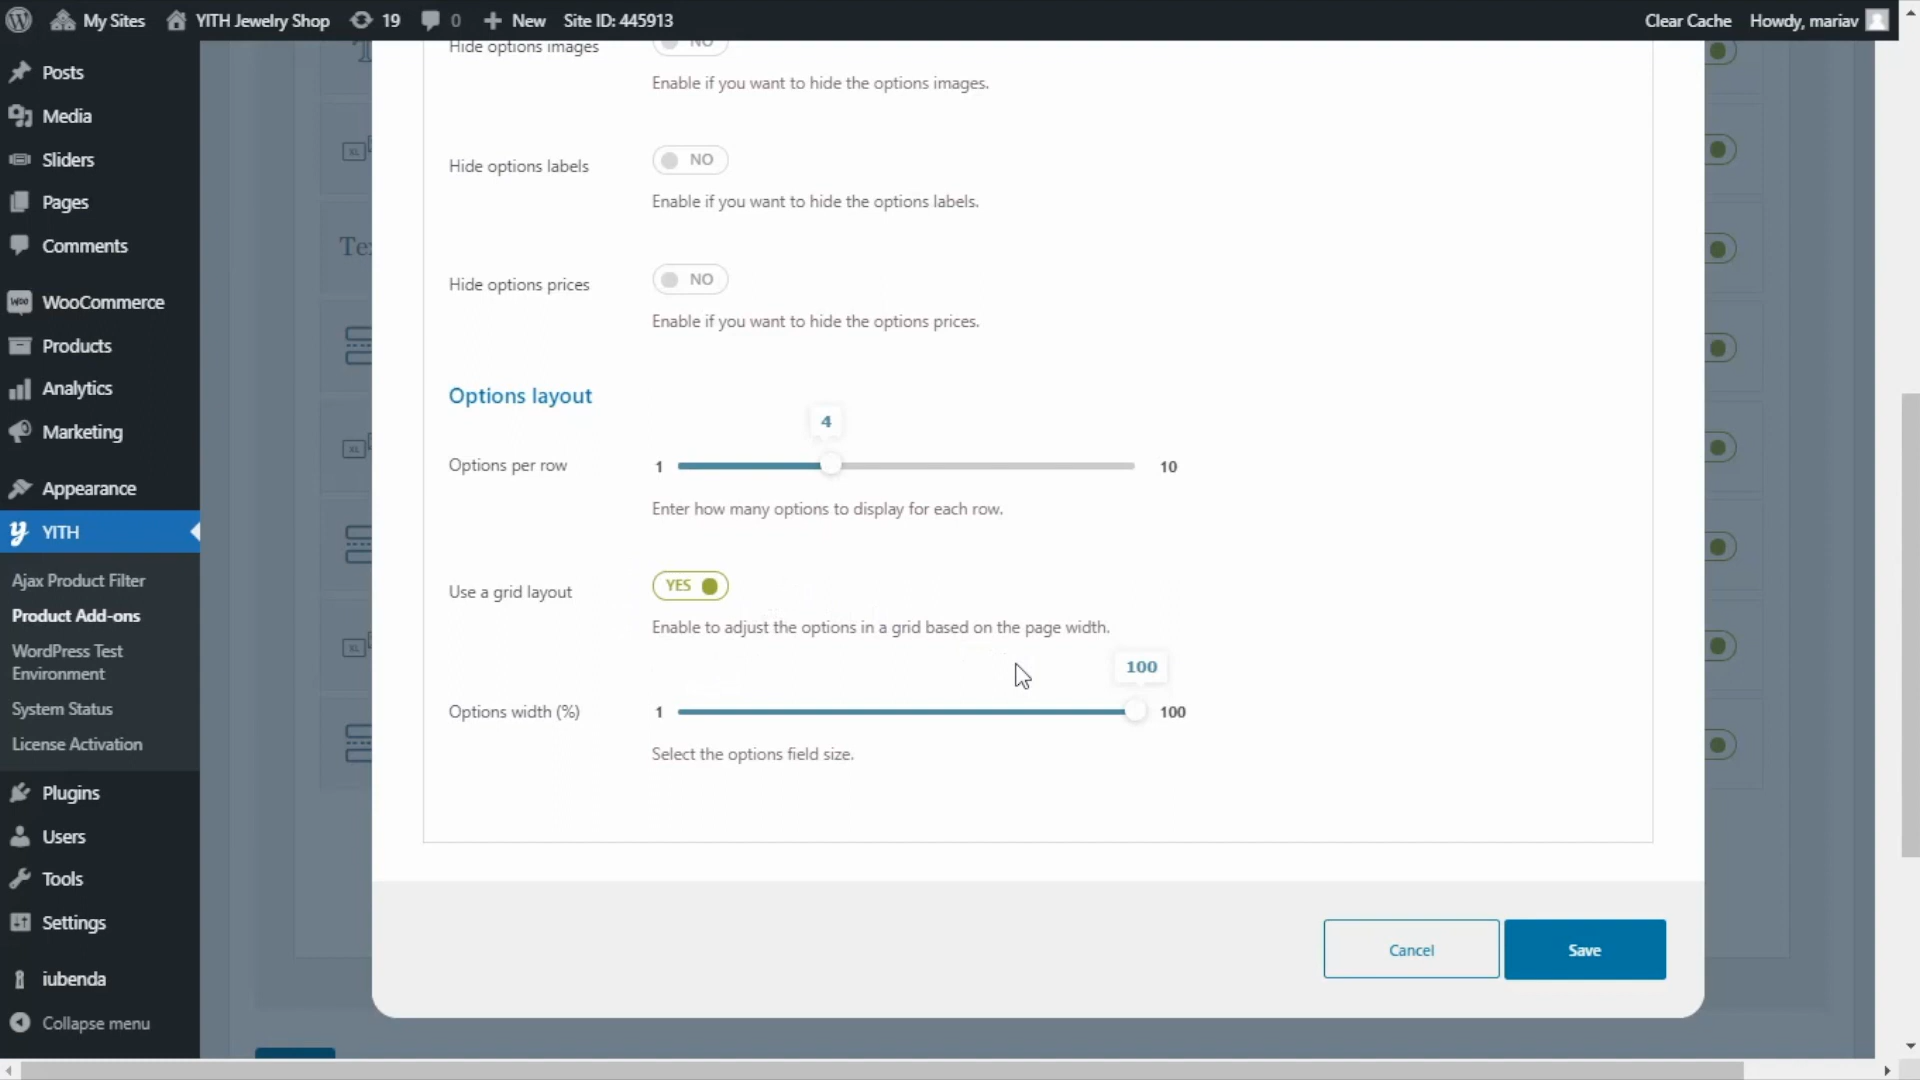 My Sites
YITH Jewelry Shop
19
0
New
Site ID: 445913
Clear Cache
Howdy, mariav
Posts
Media
Sliders
Pages
Comments
WooCommerce
Products
Analytics
Marketing
Appearance
YITH
Ajax Product Filter
Product Add-ons
WordPress Test
Environment
System Status
License Activation
Plugins
Users
Tools
Settings
iubenda
Collapse menu
Hide options images
NO
Enable if you want to hide the options images.
Hide options labels
NO
Enable if you want to hide the options labels.
Hide options prices
NO
Enable if you want to hide the options prices.
Options layout
4
Options per row
1
10
Enter how many options to display for each row.
Use a grid layout
YES
Enable to adjust the options in a grid based on the page width.
100
Options width (%)
1
100
Select the options field size.
Cancel
Save